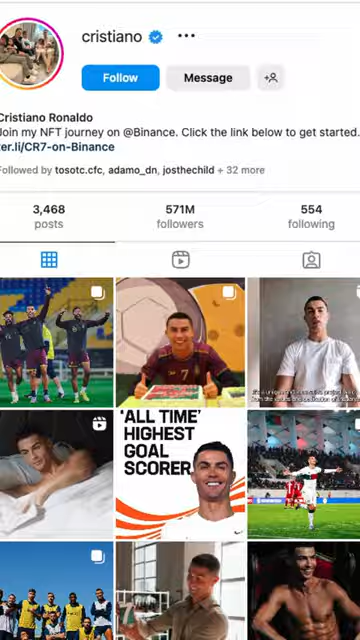 cristiano
Follow
Message
Cristiano Ronaldo
Join my NFT journey on @Binance. Click the link below to get started.
ter.li/CR7-on-Binance
Followed by tosotc.cfc, adamo_dn, josthechild + 32 more
3,468
571M
554
posts
followers
following
7
'ALL TIME'
HIGHEST
GOAL
SCORER